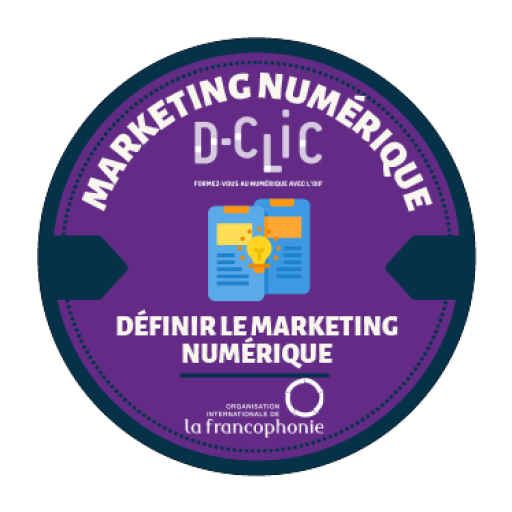 MARKETING NUMÉRIQUE
D-CLiC
FORMEZ-VOUS AU NUMÉRIQUE AVEC L'OIF
DÉFINIR LE MARKETING
NUMÉRIQUE
ORGANISATION
INTERNATIONALE DE
la francophonie